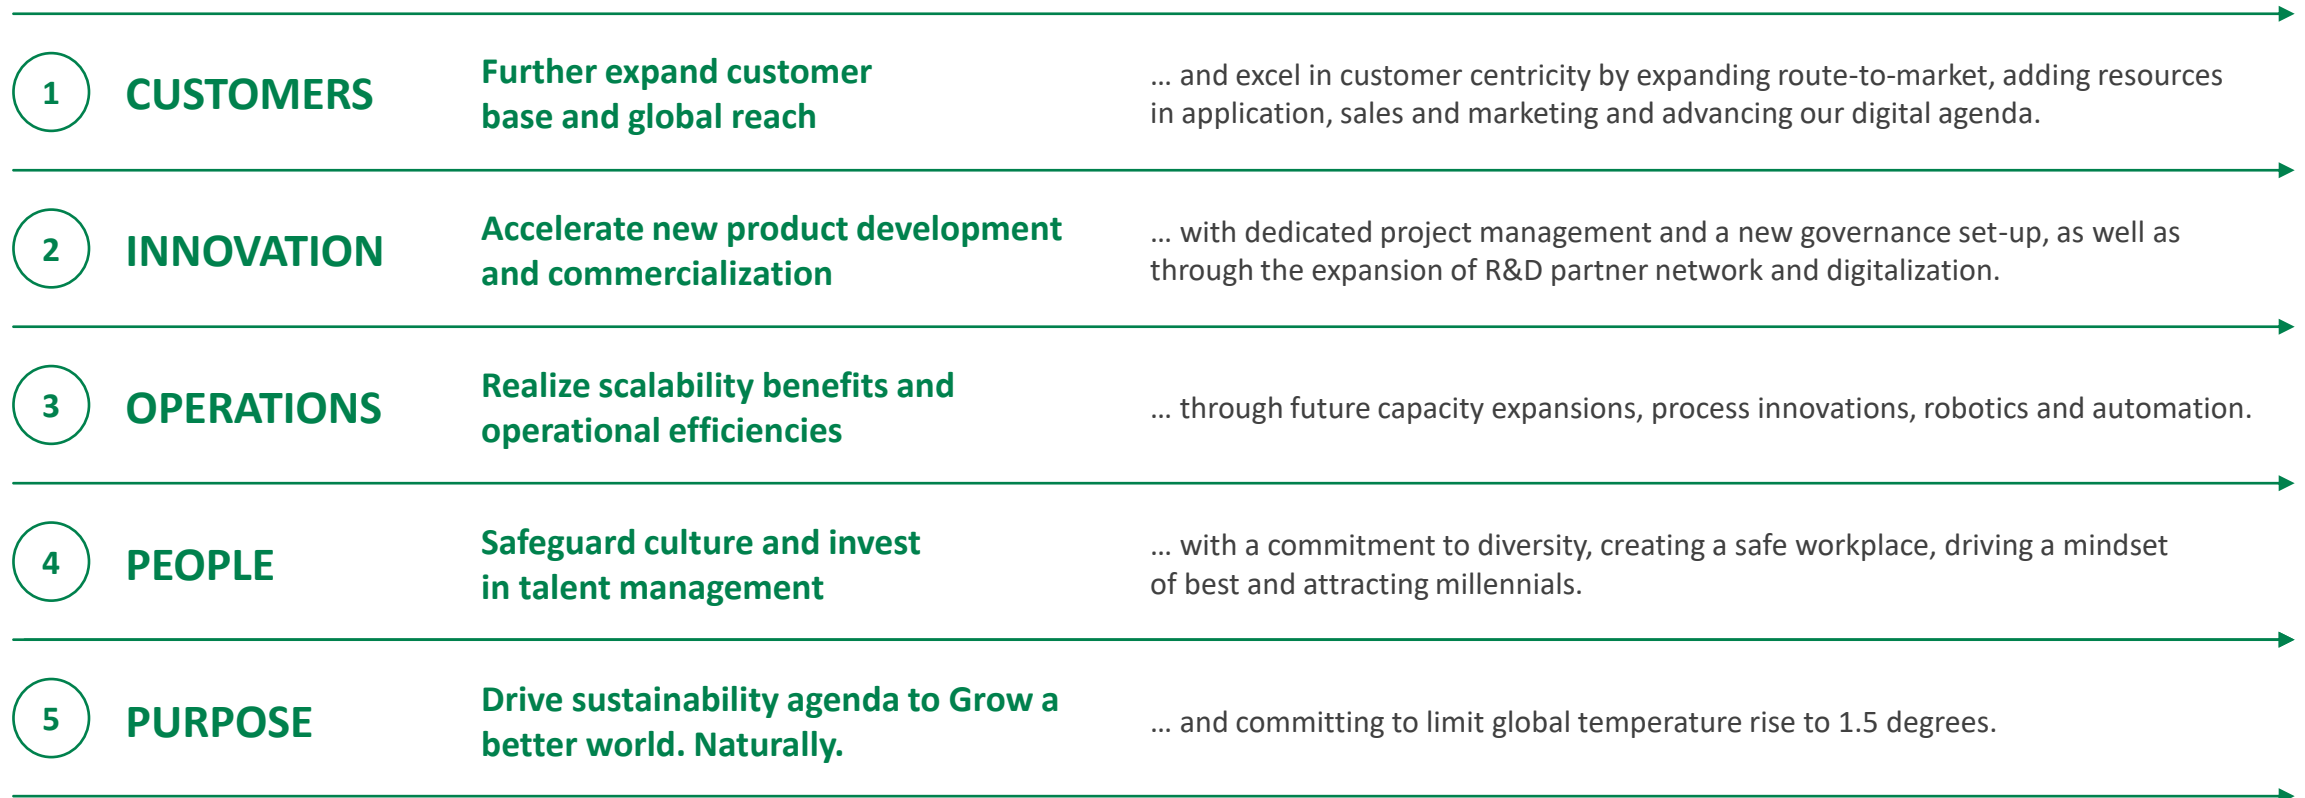 1
CUSTOMERS
Further expand customer
base and global reach
... and excel in customer centricity by expanding route-to-market, adding resources
in application, sales and marketing and advancing our digital agenda.
2
INNOVATION
Accelerate new product development
and commercialization
... with dedicated project management and a new governance set-up, as well as
through the expansion of R&D partner network and digitalization.
3
OPERATIONS
Realize scalability benefits and
operational efficiencies
... through future capacity expansions, process innovations, robotics and automation.
4
PEOPLE
Safeguard culture and invest
in talent management
... with a commitment to diversity, creating a safe workplace, driving a mindset
of best and attracting millennials.
5
PURPOSE
Drive sustainability agenda to Grow a
better world. Naturally.
... and committing to limit global temperature rise to 1.5 degrees.